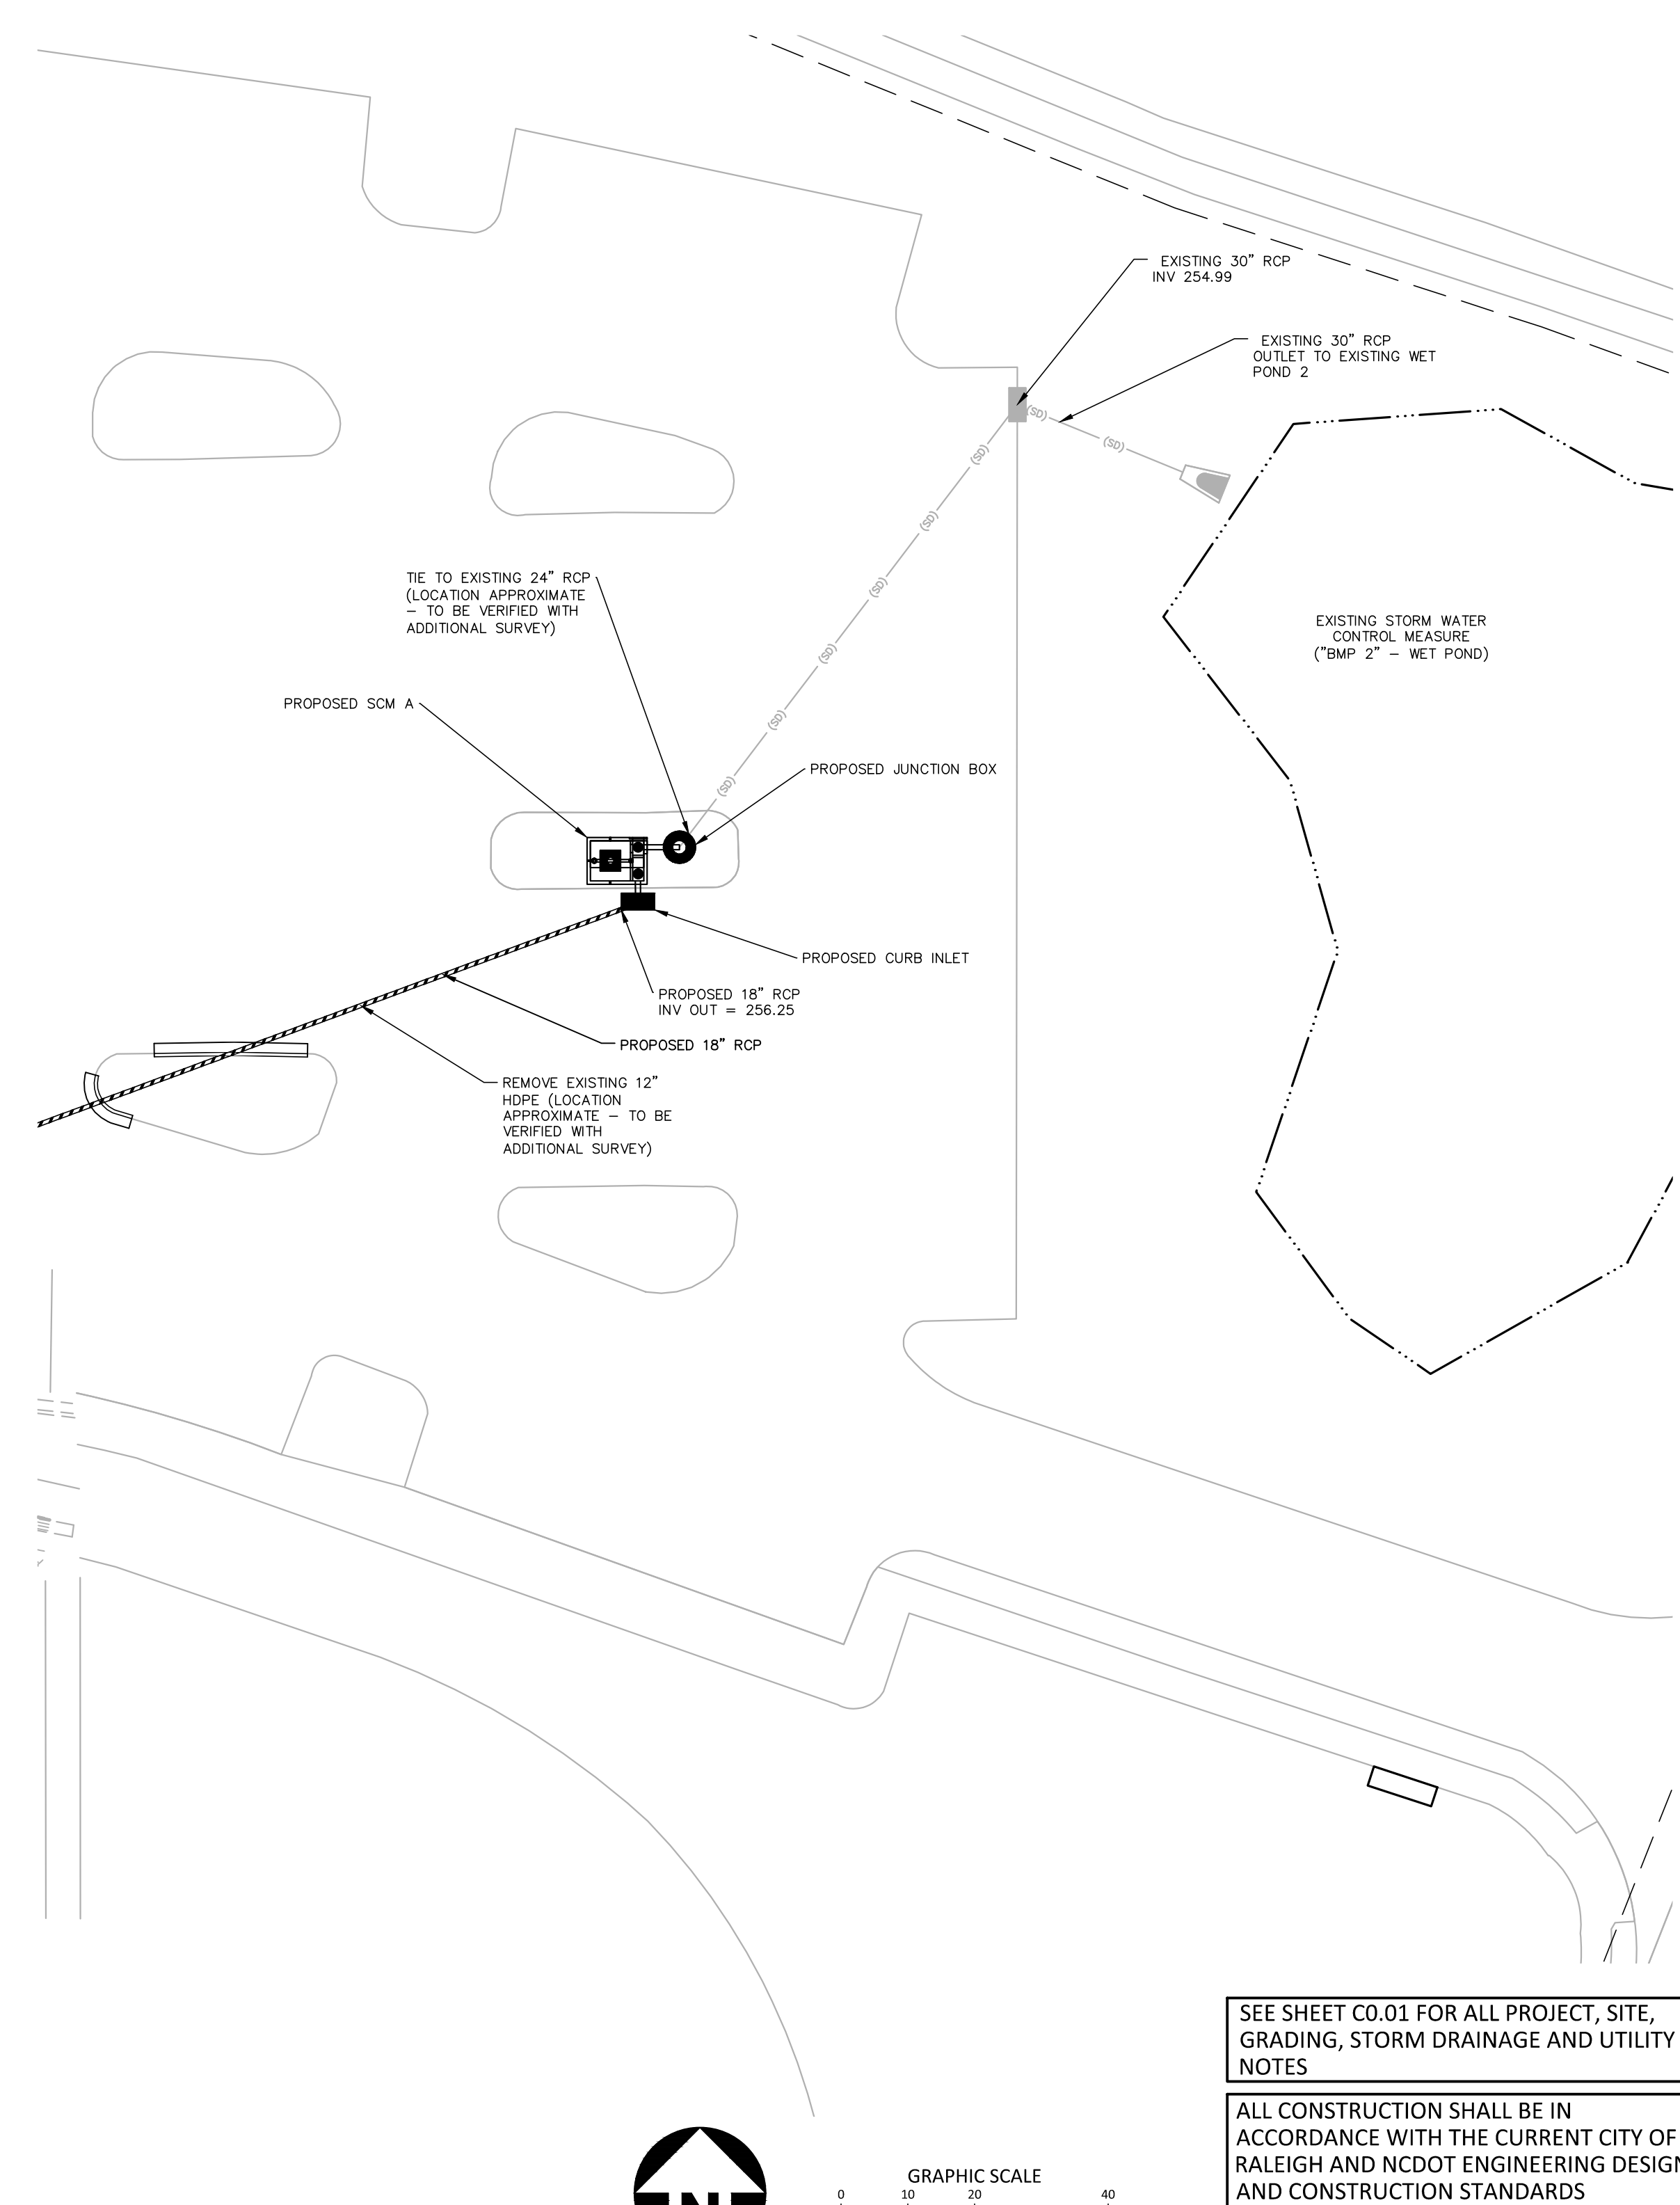 EXISTING 30” RCP
INV 254.99
EXISTING 30” RCP
OUTLET TO EXISTING WET
POND 2
(SD)
(SD)
(SD)
(SD)
(SD)
(SD)
(SD)
(SD)
TIE TO EXISTING 24” RCP
(LOCATION APPROXIMATE
– TO BE VERIFIED WITH
ADDITIONAL SURVEY)
EXISTING STORM WATER
CONTROL MEASURE
("BMP 2" – WET POND)
PROPOSED SCM A
PROPOSED JUNCTION BOX
PROPOSED CURB INLET
PROPOSED 18” RCP
INV OUT = 256.25
PROPOSED 18” RCP
REMOVE EXISTING 12”
HDPE (LOCATION
APPROXIMATE – TO BE
VERIFIED WITH
ADDITIONAL SURVEY)
SEE SHEET C0.01 FOR ALL PROJECT, SITE,
GRADING, STORM DRAINAGE AND UTILITY
NOTES
ALL CONSTRUCTION SHALL BE IN
ACCORDANCE WITH THE CURRENT CITY OF
RALEIGH AND NCDOT ENGINEERING DESIGN
AND CONSTRUCTION STANDARDS
GRAPHIC SCALE
0 10 20 40
N